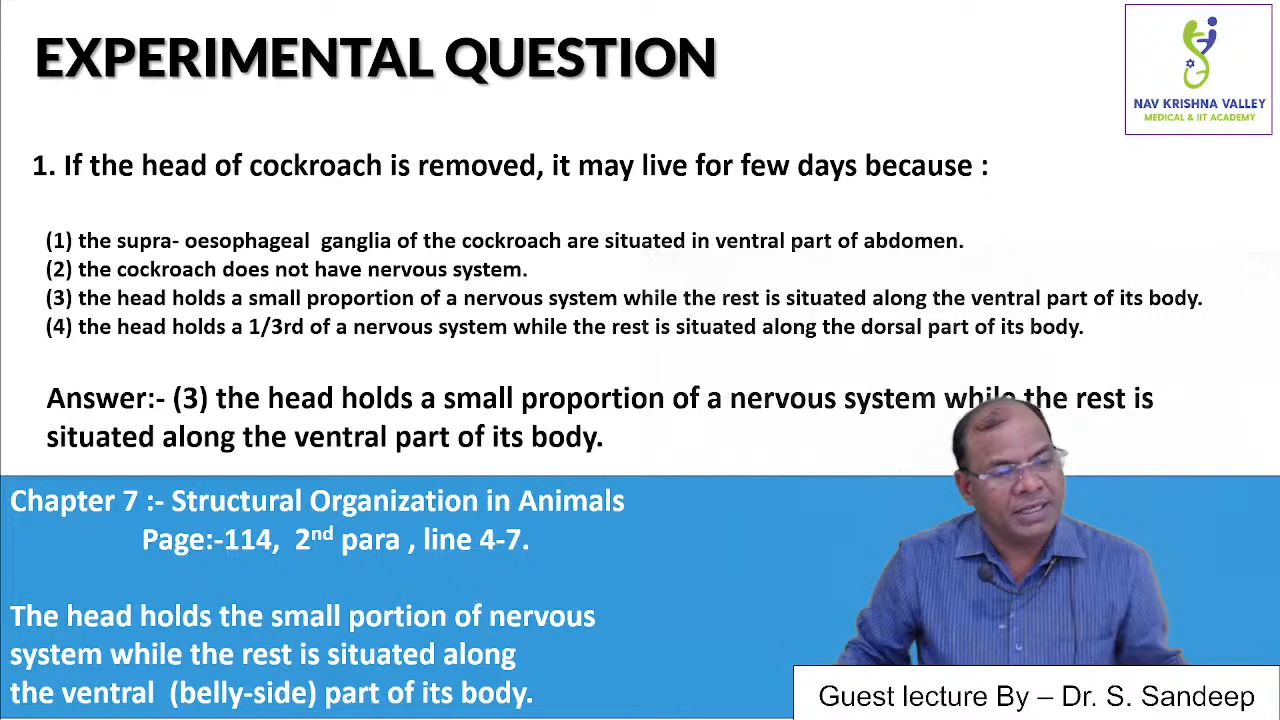 EXPERIMENTAL QUESTION
NAV KRISHNA VALLEY
MEDICAL & IIT ACADEMY
1. If the head of cockroach is removed, it may live for few days because :
(1) the supra- oesophageal ganglia of the cockroach are situated in ventral part of abdomen.
(2) the cockroach does not have nervous system.
(3) the head holds a small proportion of a nervous system while the rest is situated along the ventral part of its body.
(4) the head holds a 1/3rd of a nervous system while the rest is situated along the dorsal part of its body.
Answer:- (3) the head holds a small proportion of a nervous system while the rest is
situated along the ventral part of its body.
Chapter 7 :- Structural Organization in Animals
Page:-114, 2nd para , line 4-7.
The head holds the small portion of nervous
system while the rest is situated along
the ventral (belly-side) part of its body.
Guest lecture By – Dr. S. Sandeep